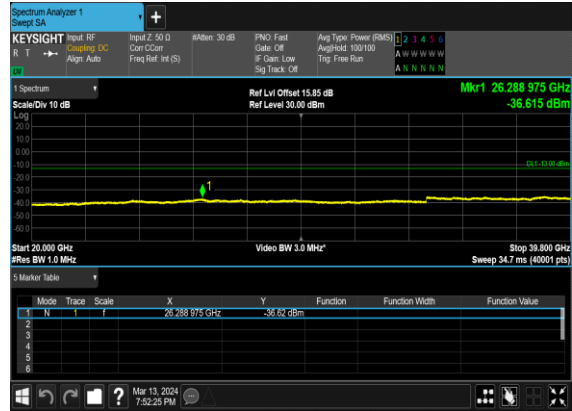 Spectrum Analyzer 1
Swept SA
KEYSIGHT
R T
Input: RF
Coupling: DC
Align: Auto
Input Z: 50 Ω
Corr CCorr
Freq Ref: Int (S)
#Atten: 30 dB
PNO: Fast
Gate: Off
IF Gain: Low
Sig Track: Off
Avg Type: Power (RMS)
Avg|Hold: 100/100
Trig: Free Run
1 2 3 4 5 6
A W W W W W
A N N N N N
1 Spectrum
Scale/Div 10 dB
Ref Lvl Offset 15.85 dB
Ref Level 30.00 dBm
Mkr1 26.288 975 GHz
-36.615 dBm
Log
20.0
10.0
0.00
-10.0
-20.0
-30.0
-40.0
-50.0
-60.0
DL1 -13.00 dBm
1
Start 20.000 GHz
#Res BW 1.0 MHz
Video BW 3.0 MHz*
Stop 39.800 GHz
Sweep 34.7 ms (40001 pts)
5 Marker Table
Mode Trace Scale X Y Function Function Width Function Value
1 N 1 f 26.288 975 GHz -36.62 dBm
2
3
4
5
6
Mar 13, 2024
7:52:25 PM